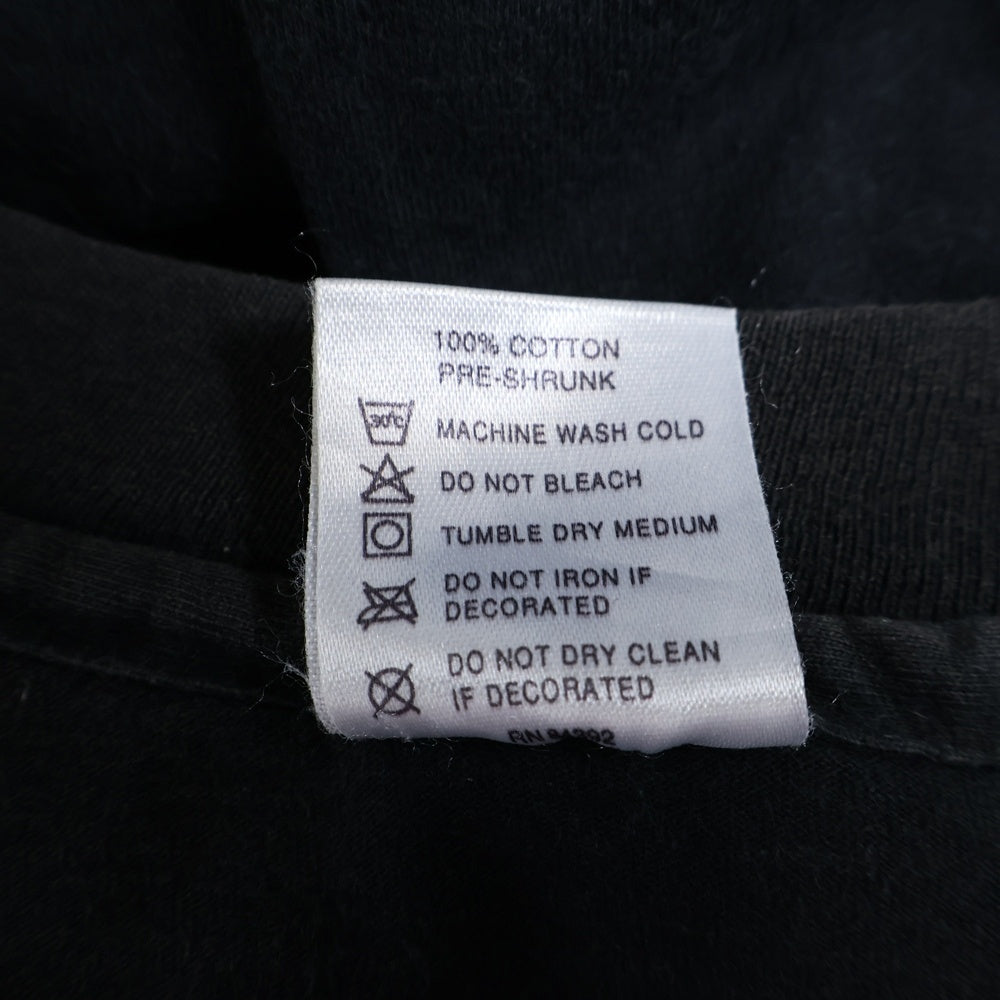 100% COTTON
PRE-SHRUNK
30°C
MACHINE WASH COLD
DO NOT BLEACH
TUMBLE DRY MEDIUM
DO NOT IRON IF
DECORATED
DO NOT DRY CLEAN
IF DECORATED
RN